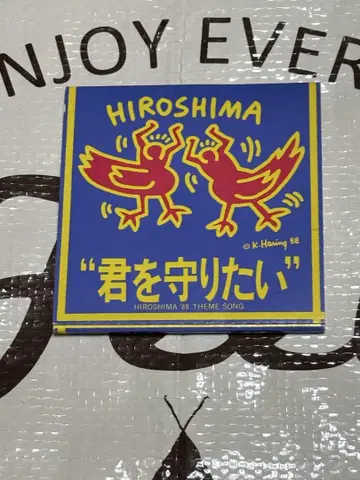 NJOY EVER
HIROSHIMA
© K. Haring 88
“君を守りたい”
HIROSHIMA '88 THEME SONG